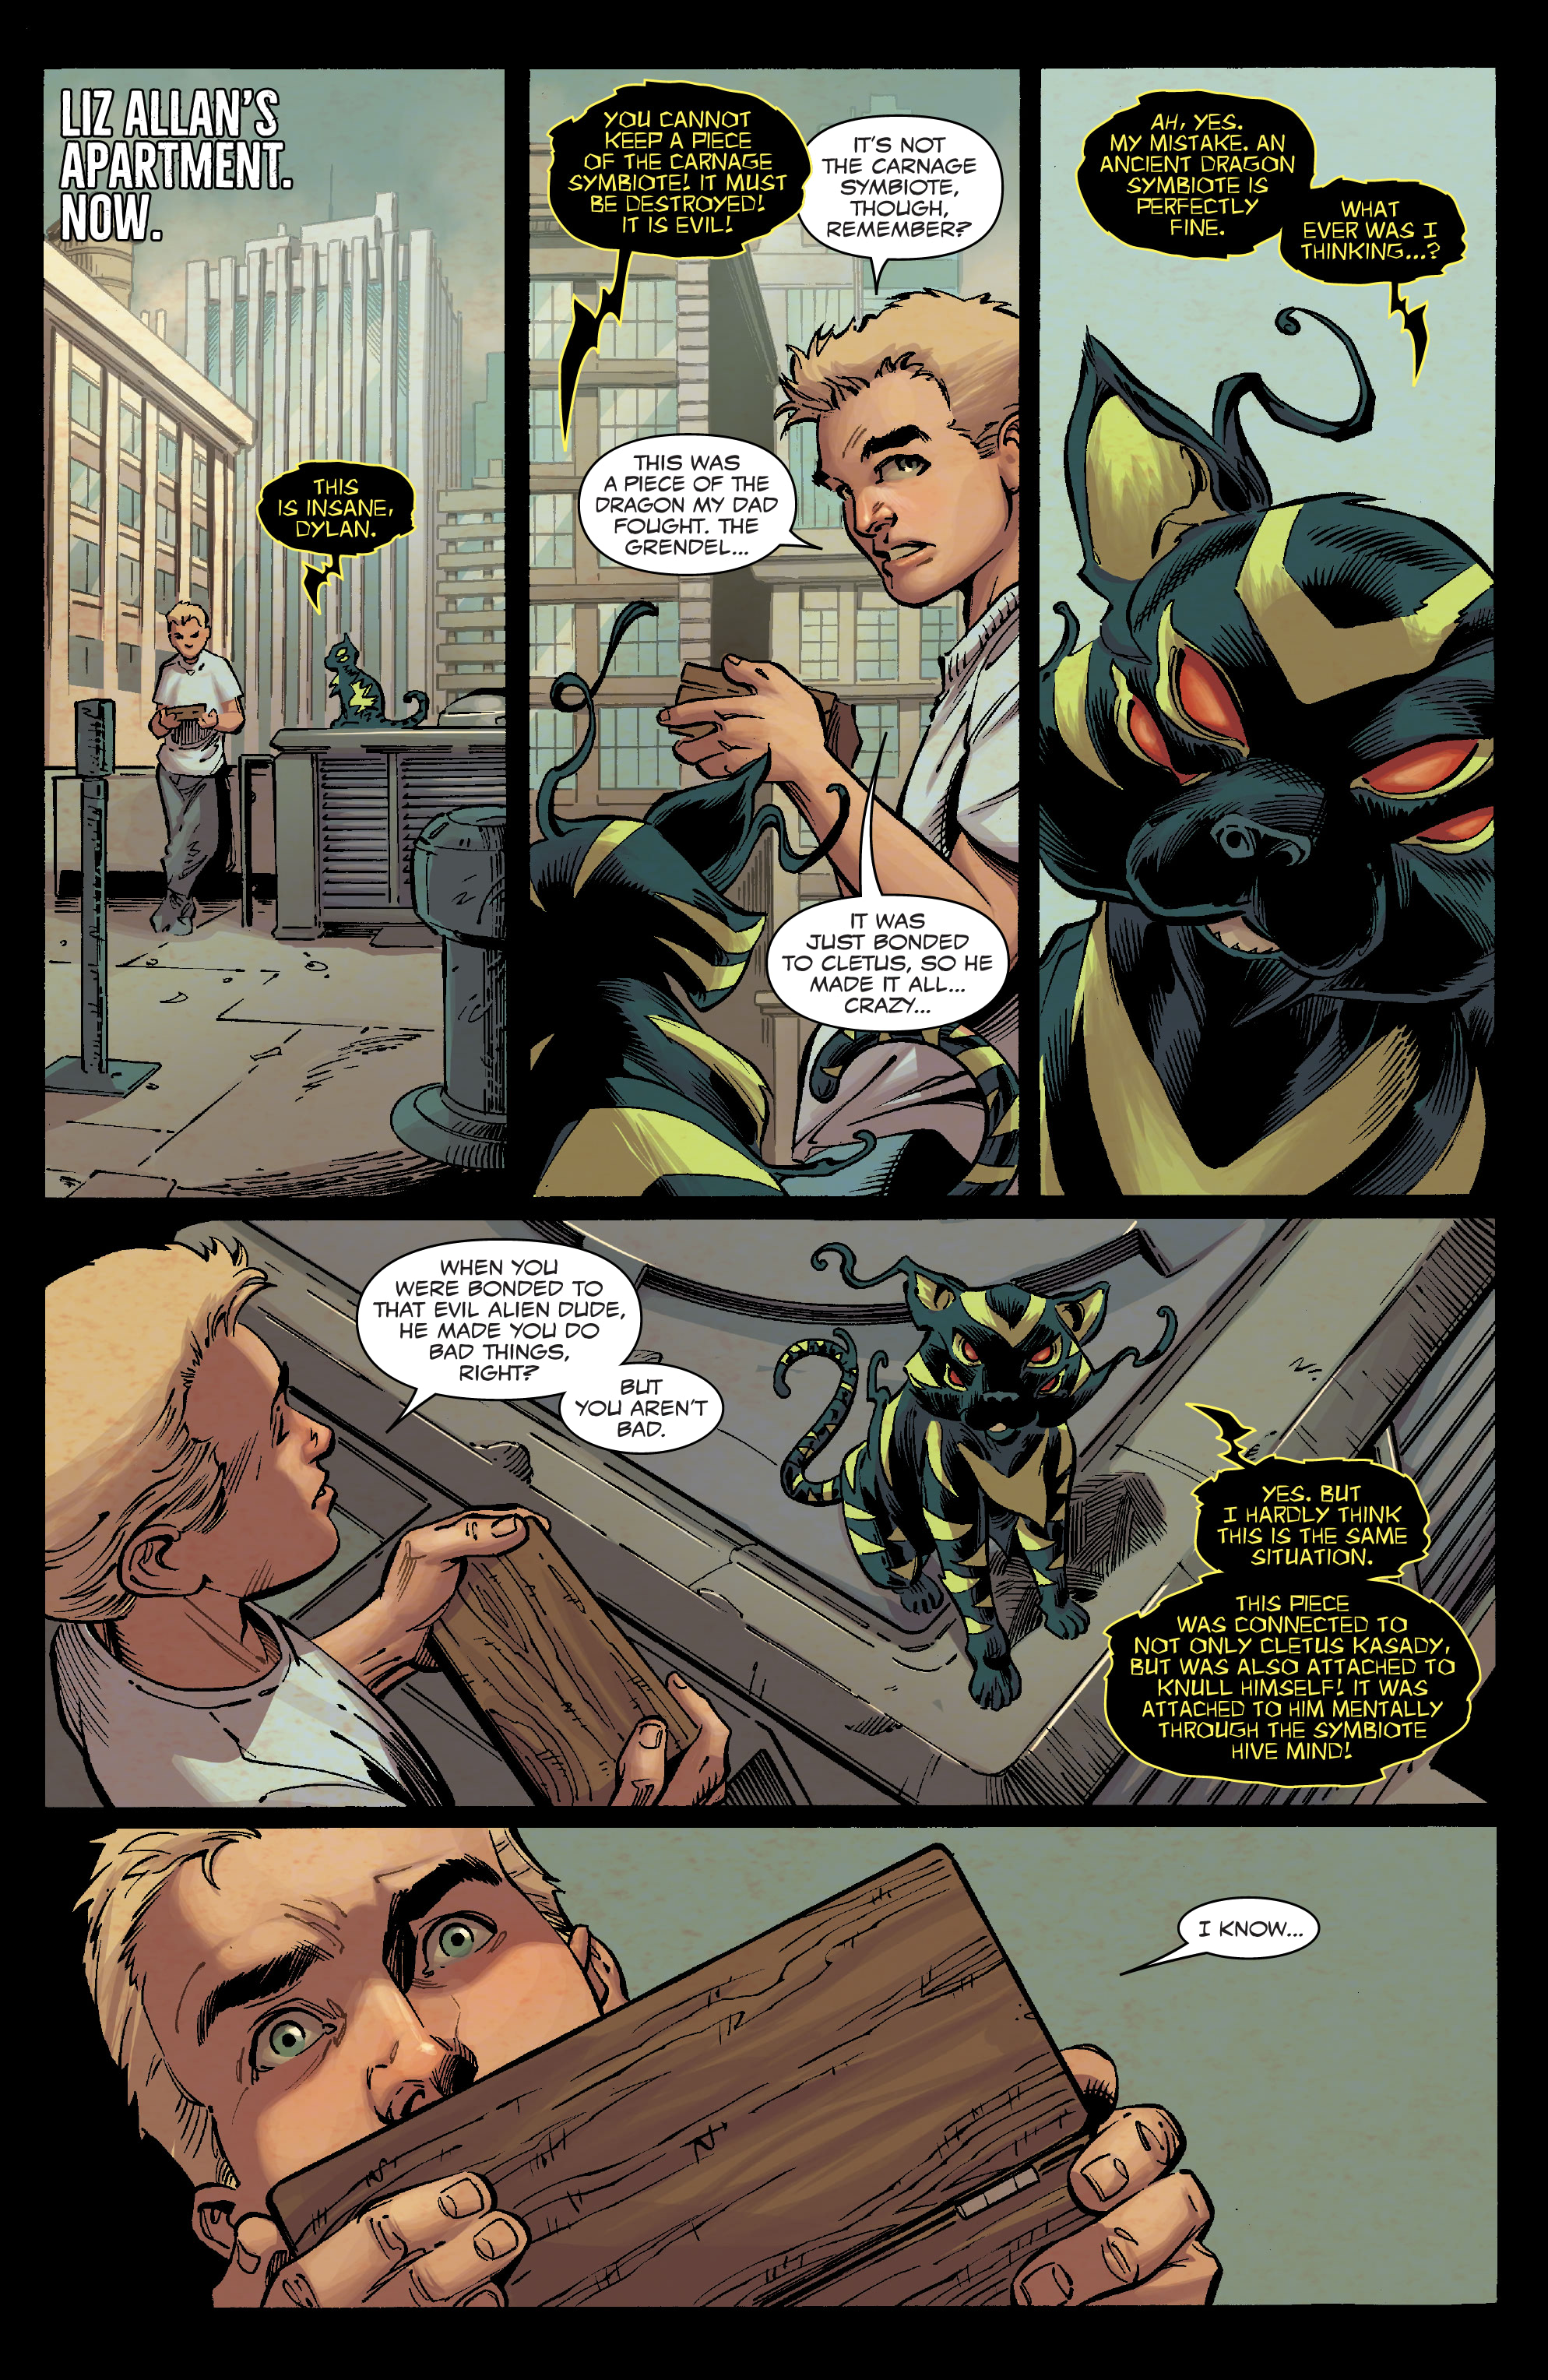 LIZ ALLAN'S
APARTMENT.
NOW.
THIS
IS INSANE,
DYLAN.
YOU CANNOT
KEEP A PIECE
OF THE CARNAGE
SYMBIOTE! IT MUST
BE DESTROYED!
IT IS EVIL!
IT'S NOT
THE CARNAGE
SYMBIOTE,
THOUGH,
REMEMBER?
THIS WAS
A PIECE OF THE
DRAGON MY DAD
FOUGHT. THE
GRENDEL...
IT WAS
JUST BONDED
TO CLETUS, SO HE
MADE IT ALL...
CRAZY...
AH, YES.
MY MISTAKE. AN
ANCIENT DRAGON
SYMBIOTE IS
PERFECTLY
FINE.
WHAT
EVER WAS I
THINKING...?
WHEN YOU
WERE BONDED TO
THAT EVIL ALIEN DUDE,
HE MADE YOU DO
BAD THINGS,
RIGHT?
BUT
YOU AREN'T
BAD.
YES. BUT
I HARDLY THINK
THIS IS THE SAME
SITUATION.
THIS PIECE
WAS CONNECTED TO
NOT ONLY CLETUS KASADY,
BUT WAS ALSO ATTACHED TO
KNULL HIMSELF! IT WAS
ATTACHED TO HIM MENTALLY
THROUGH THE SYMBIOTE
HIVE MIND!
I KNOW...